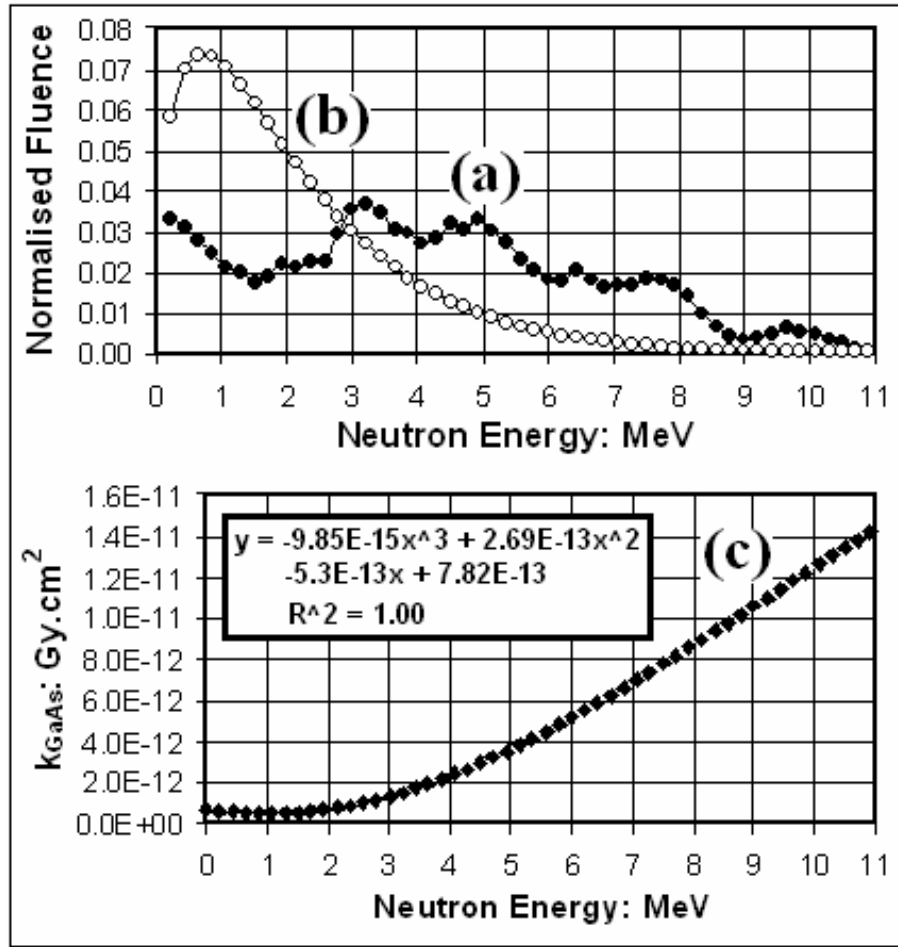 0.08
0.07
0.06
0.05
0.04
0.03
0.02
0.01
0.00
Normalised Fluence
(b)
(a)
0 1 2 3 4 5 6 7 8 9 10 11
Neutron Energy: MeV
1.6E-11
1.4E-11
1.2E-11
1.0E-11
8.0E-12
6.0E-12
4.0E-12
2.0E-12
0.0E+00
kGaAs: Gy.cm²
y = -9.85E-15x^3 + 2.69E-13x^2
-5.3E-13x + 7.82E-13
R^2 = 1.00
(c)
0 1 2 3 4 5 6 7 8 9 10 11
Neutron Energy: MeV